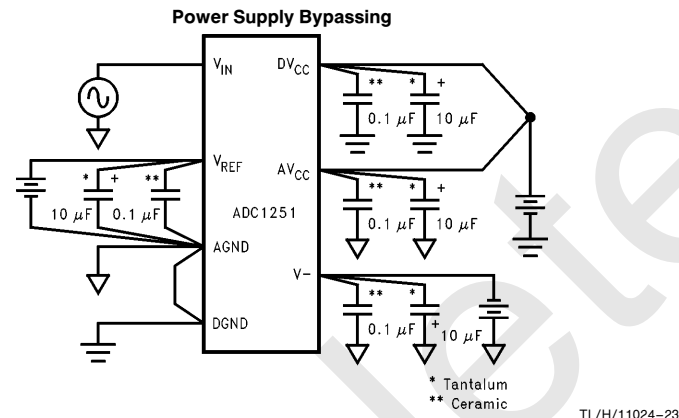 Power Supply Bypassing
V_IN
DV_CC
** * +
0.1 µF 10 µF
V_REF
* + **
10 µF 0.1 µF
AV_CC
** * +
0.1 µF 10 µF
ADC1251
AGND
V−
** *
0.1 µF + 10 µF
DGND
* Tantalum
** Ceramic
TL/H/11024–23
lete